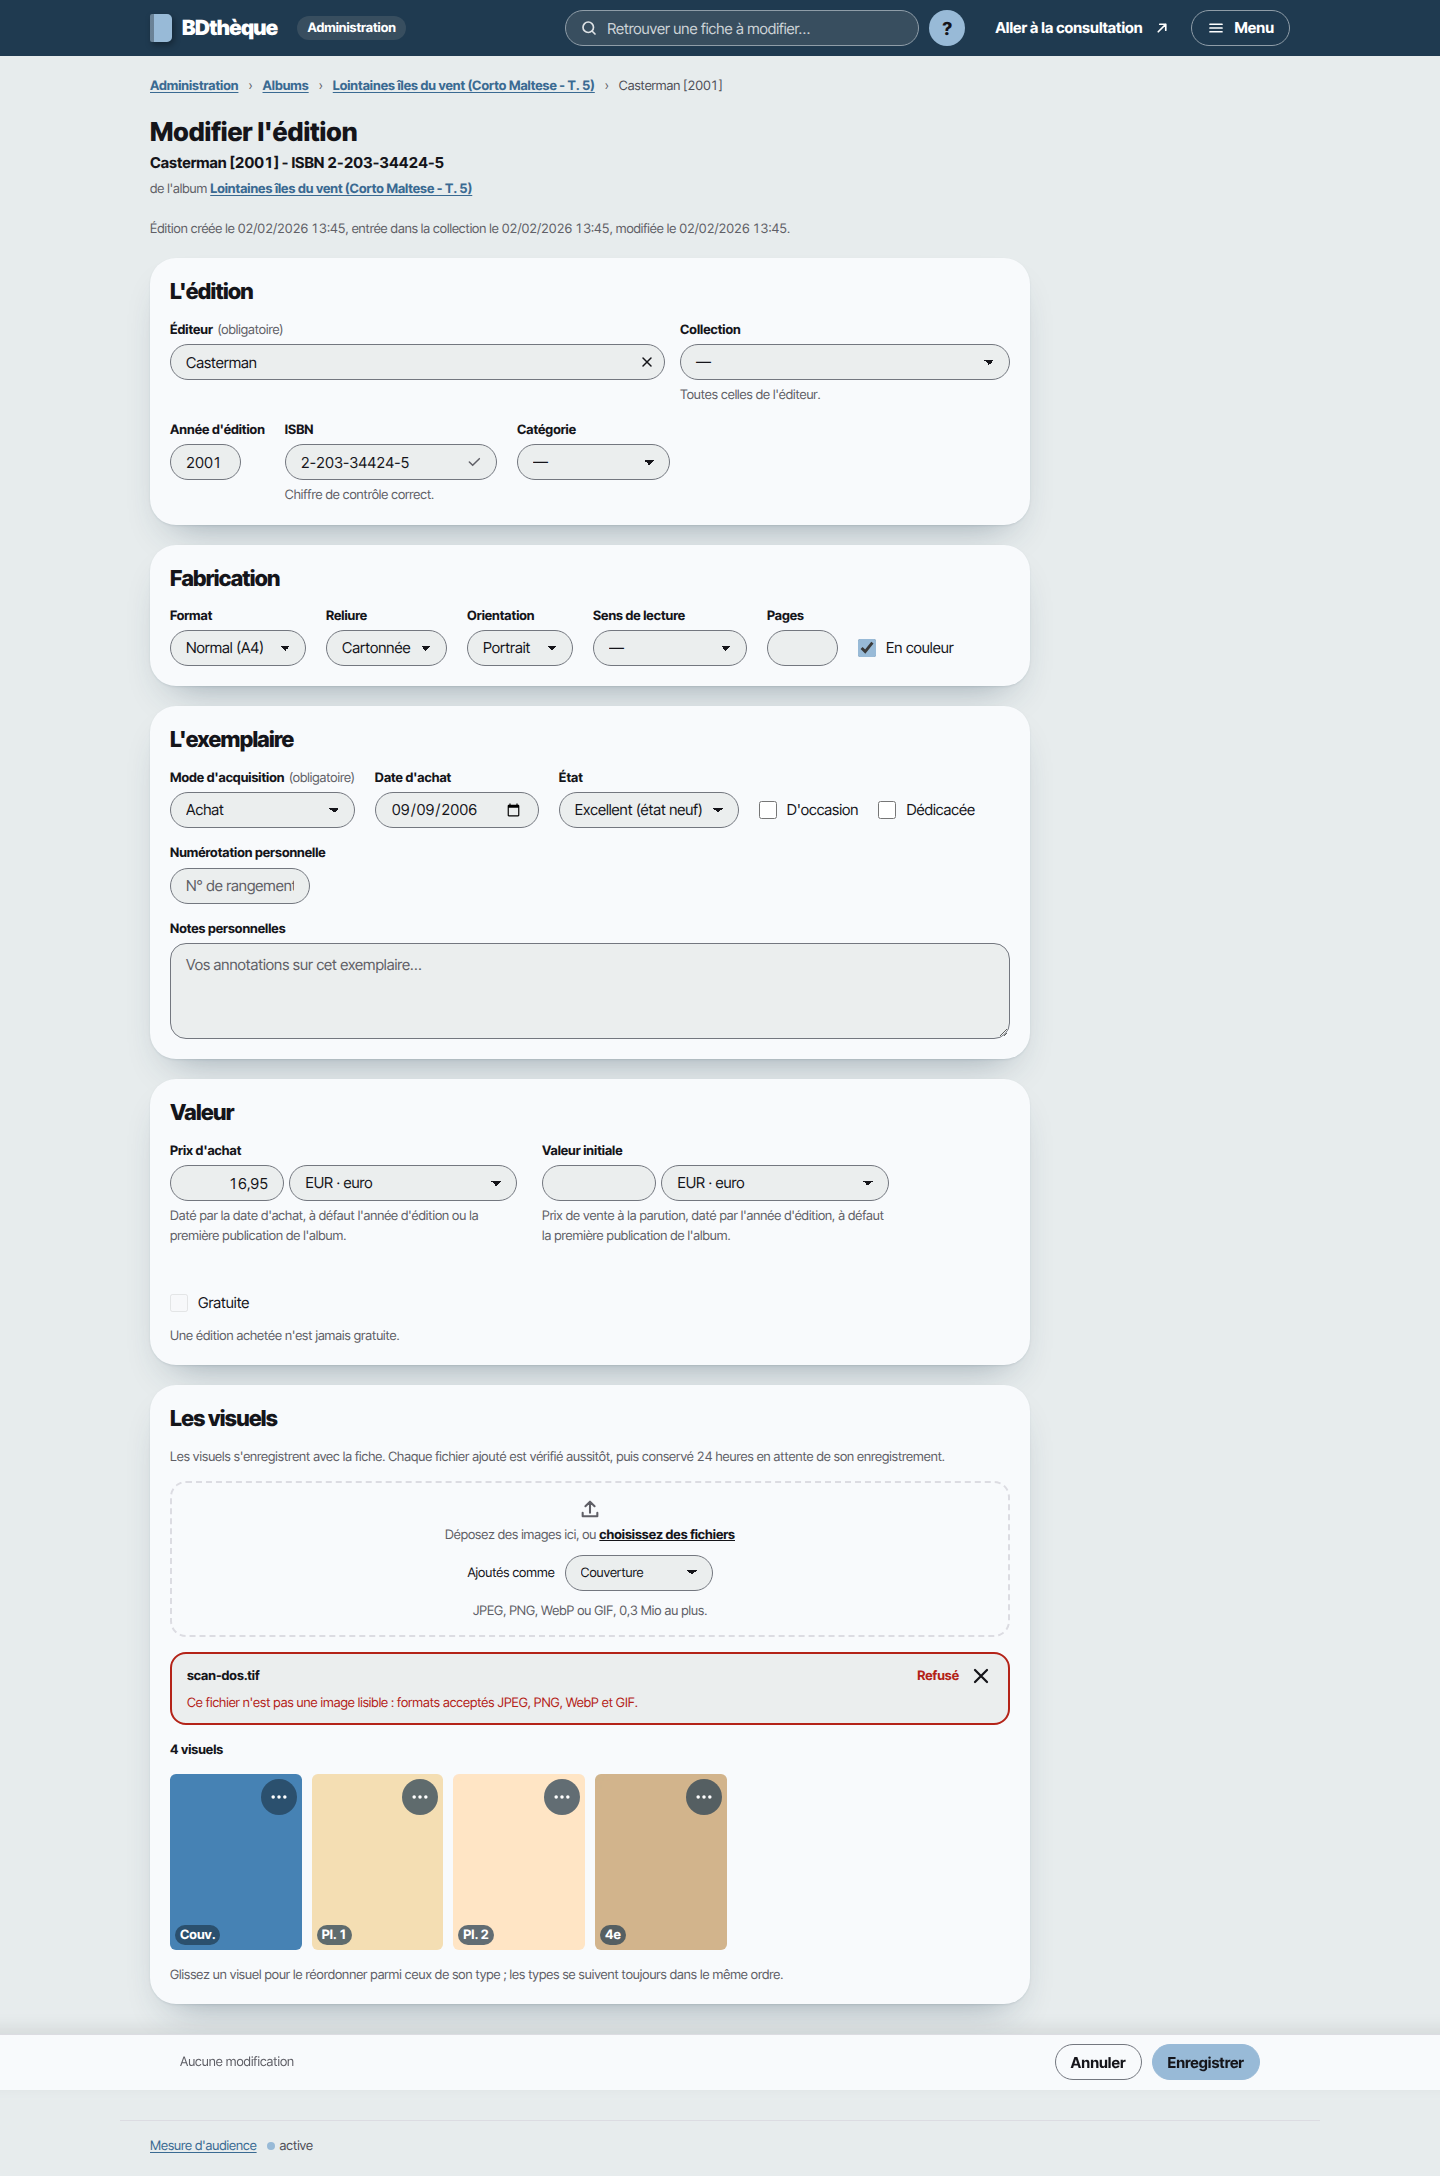 BDthèque
Administration
Retrouver une fiche à modifier...
?
Aller à la consultation
Menu
Administration › Albums › Lointaines îles du vent (Corto Maltese - T. 5) › Casterman [2001]
Modifier l'édition
Casterman [2001] - ISBN 2-203-34424-5
de l'album Lointaines îles du vent (Corto Maltese - T. 5)
Édition créée le 02/02/2026 13:45, entrée dans la collection le 02/02/2026 13:45, modifiée le 02/02/2026 13:45.
L'édition
Éditeur (obligatoire)
Collection
Casterman
—
Toutes celles de l'éditeur.
Année d'édition
ISBN
Catégorie
2001
2-203-34424-5
—
Chiffre de contrôle correct.
Fabrication
Format
Reliure
Orientation
Sens de lecture
Pages
Normal (A4)
Cartonnée
Portrait
—
En couleur
L'exemplaire
Mode d'acquisition (obligatoire)
Date d'achat
État
Achat
09/09/2006
Excellent (état neuf)
D'occasion
Dédicacée
Numérotation personnelle
N° de rangement
Notes personnelles
Vos annotations sur cet exemplaire...
Valeur
Prix d'achat
Valeur initiale
16,95
EUR · euro
EUR · euro
Daté par la date d'achat, à défaut l'année d'édition ou la
première publication de l'album.
Prix de vente à la parution, daté par l'année d'édition, à défaut
la première publication de l'album.
Gratuite
Une édition achetée n'est jamais gratuite.
Les visuels
Les visuels s'enregistrent avec la fiche. Chaque fichier ajouté est vérifié aussitôt, puis conservé 24 heures en attente de son enregistrement.
Déposez des images ici, ou choisissez des fichiers
Ajoutés comme
Couverture
JPEG, PNG, WebP ou GIF, 0,3 Mio au plus.
scan-dos.tif
Refusé
Ce fichier n'est pas une image lisible : formats acceptés JPEG, PNG, WebP et GIF.
4 visuels
Couv.
Pl. 1
Pl. 2
4e
Glissez un visuel pour le réordonner parmi ceux de son type ; les types se suivent toujours dans le même ordre.
Aucune modification
Annuler
Enregistrer
Mesure d'audience
active